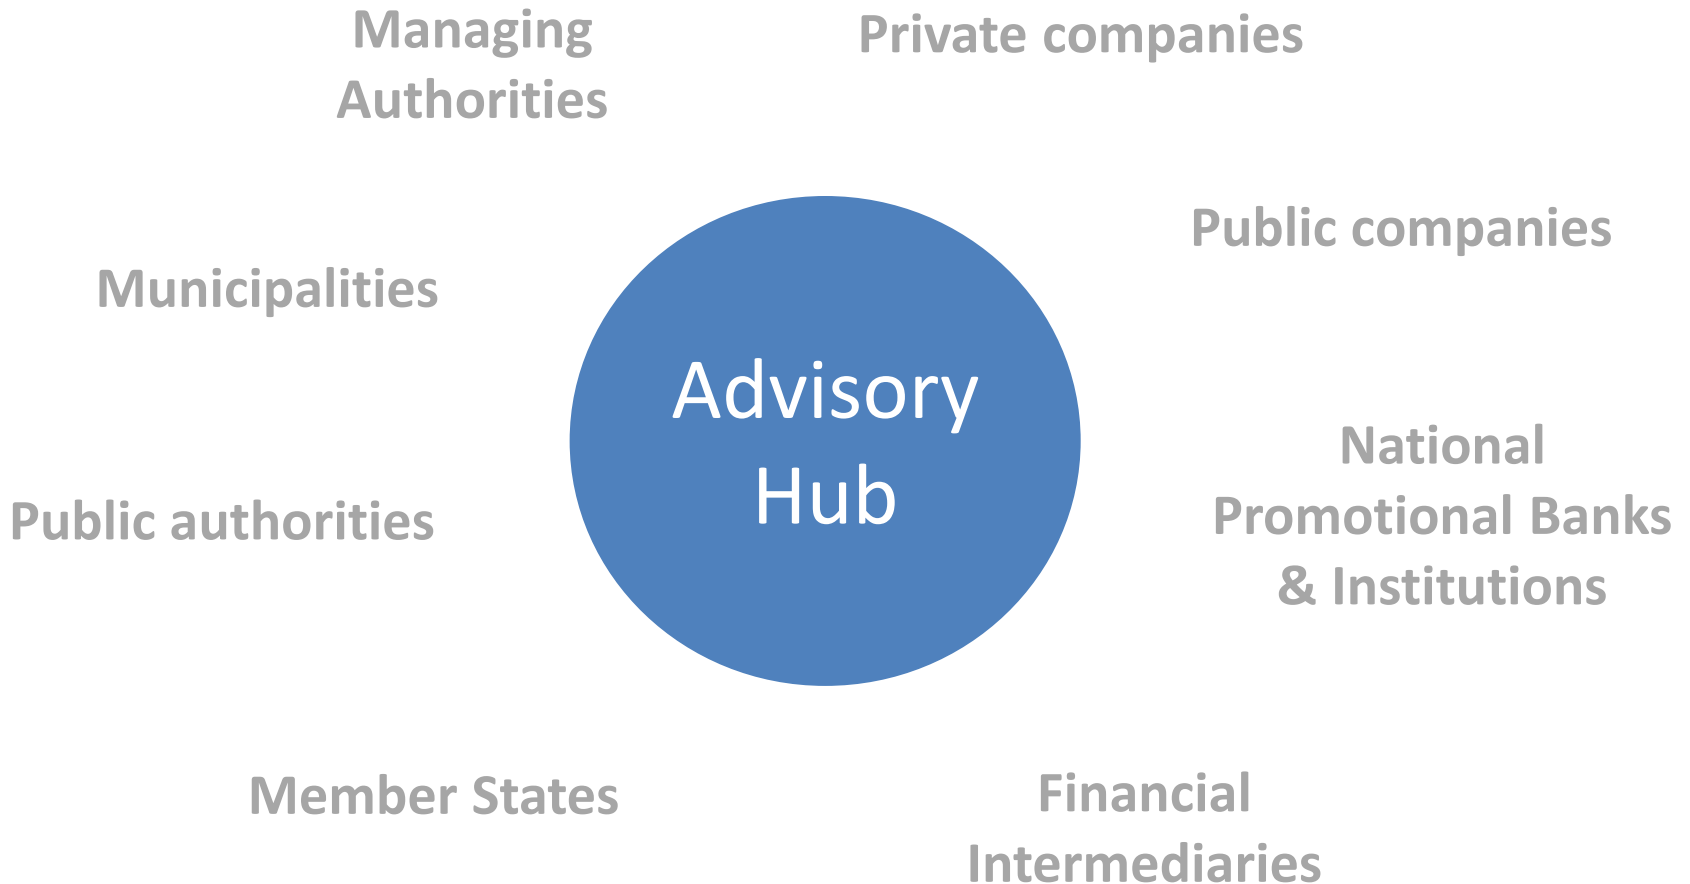 Managing
Authorities
Private companies
Public companies
Municipalities
Advisory
Hub
National
Promotional Banks
& Institutions
Public authorities
Member States
Financial
Intermediaries